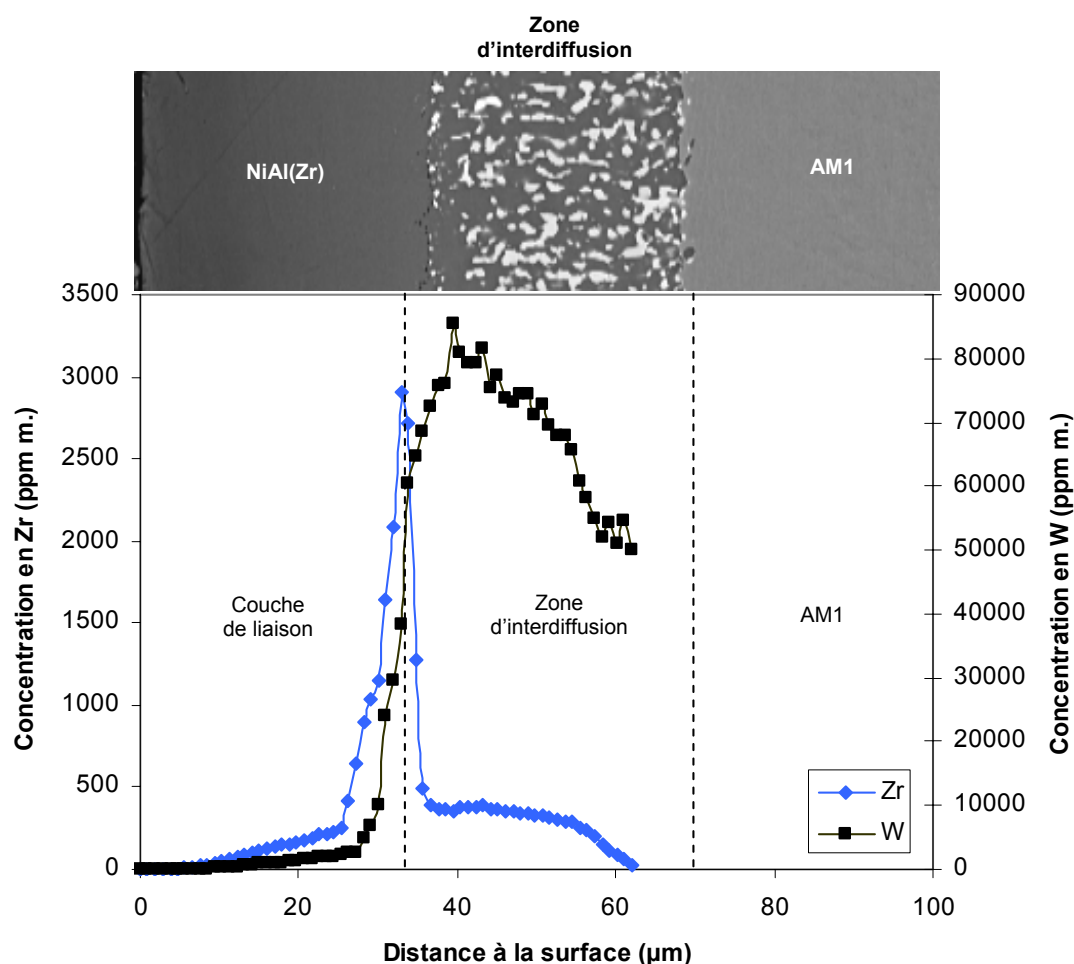 Zone
d'interdiffusion
NiAl(Zr)
AM1
3500
3000
2500
2000
1500
1000
500
0
Concentration en Zr (ppm m.)
90000
80000
70000
60000
50000
40000
30000
20000
10000
0
Concentration en W (ppm m.)
Couche
de liaison
Zone
d'interdiffusion
AM1
Zr
W
0
20
40
60
80
100
Distance à la surface (µm)